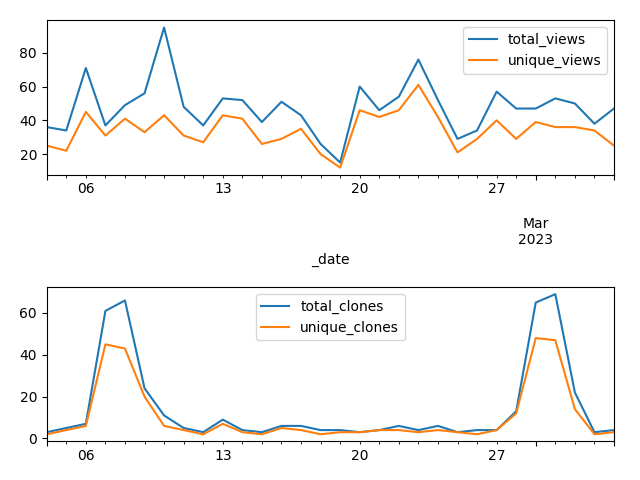 total_views
unique_views
80
60
40
20
06 13 20 27
Mar
2023
_date
total_clones
unique_clones
60
40
20
0
06 13 20 27